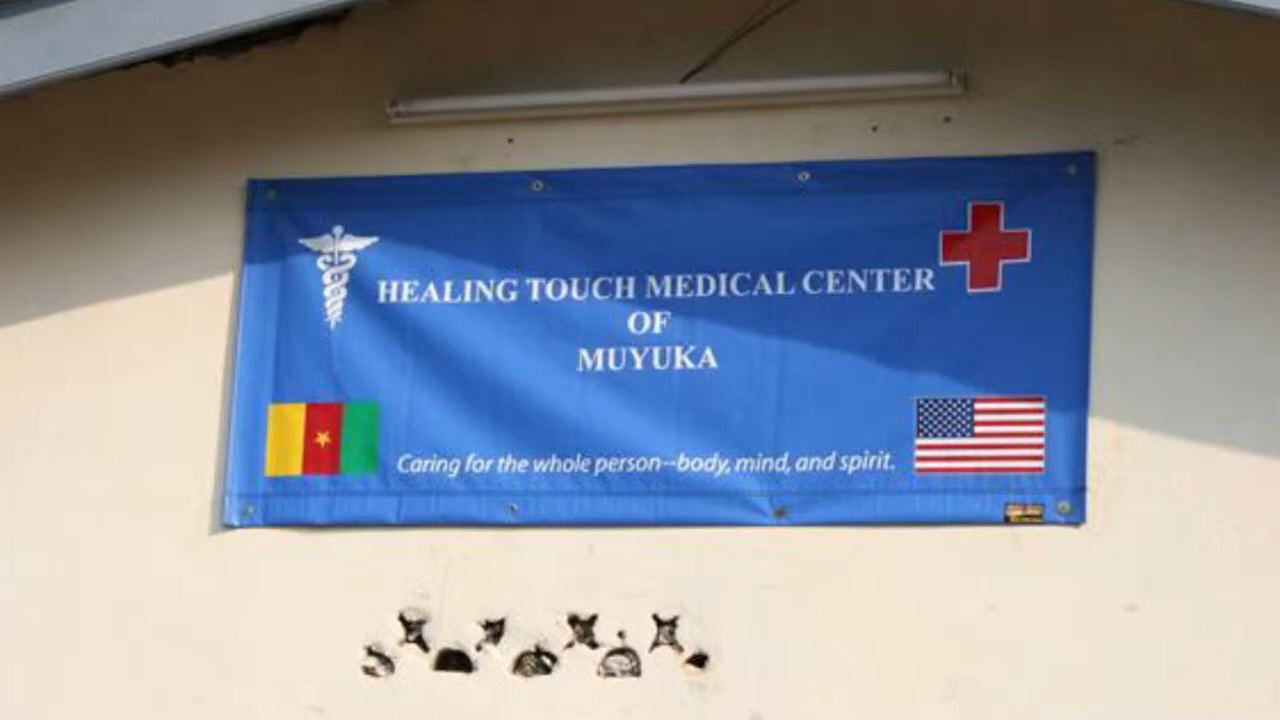 HEALING TOUCH MEDICAL CENTER
OF
MUYUKA
Caring for the whole person--body, mind, and spirit.